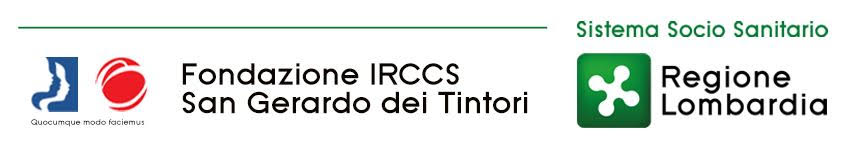 Sistema Socio Sanitario
Fondazione IRCCS
San Gerardo dei Tintori
Quocumque modo faciemus
Regione
Lombardia